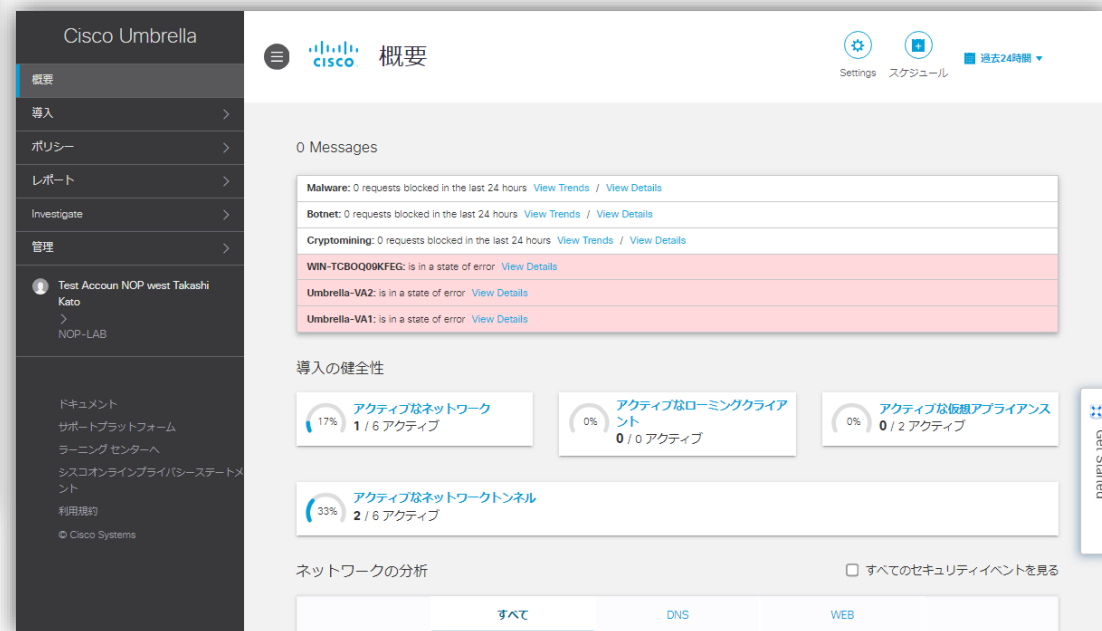 Cisco Umbrella
概要
導入
ポリシー
レポート
Investigate
管理
Test Accoun NOP west Takashi
Kato
NOP-LAB
ドキュメント
サポートプラットフォーム
ラーニング センターへ
シスコオンラインプライバシーステートメ
ント
利用規約
© Cisco Systems
CISCO
概要
Settings
スケジュール
過去24時間
0 Messages
Malware: 0 requests blocked in the last 24 hours View Trends / View Details
Botnet: 0 requests blocked in the last 24 hours View Trends / View Details
Cryptomining: 0 requests blocked in the last 24 hours View Trends / View Details
WIN-TCBOQ09KFEG: is in a state of error View Details
Umbrella-VA2: is in a state of error View Details
Umbrella-VA1: is in a state of error View Details
導入の健全性
17%
アクティブなネットワーク
1 / 6 アクティブ
0%
アクティブなローミングクライア
ント
0 / 0 アクティブ
0%
アクティブな仮想アプライアンス
0 / 2 アクティブ
33%
アクティブなネットワークトンネル
2 / 6 アクティブ
Get Started
ネットワークの分析
すべてのセキュリティイベントを見る
すべて
DNS
WEB